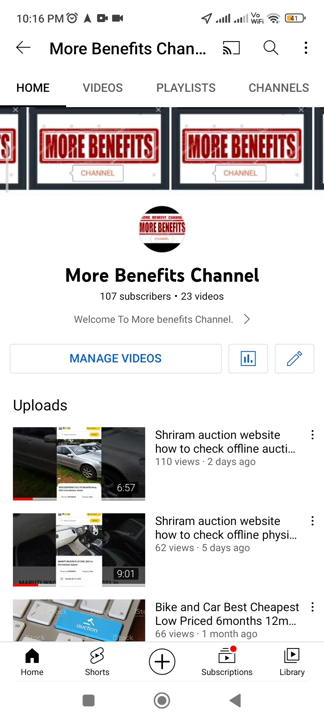 10:16 PM
Vo
WiFi
41
More Benefits Chan...
HOME
VIDEOS
PLAYLISTS
CHANNELS
MORE BENEFITS
CHANNEL
MORE BENEFITS
CHANNEL
MORE BENEFITS
More Benefits Channel
107 subscribers • 23 videos
Welcome To More benefits Channel.
MANAGE VIDEOS
Uploads
Shriram auction website
how to check offline aucti...
110 views · 2 days ago
6:57
Shriram auction website
how to check offline physi...
62 views · 5 days ago
9:01
Bike and Car Best Cheapest
Low Priced 6months 12m...
66 views · 1 month ago
auction
Home
Shorts
Subscriptions
Library